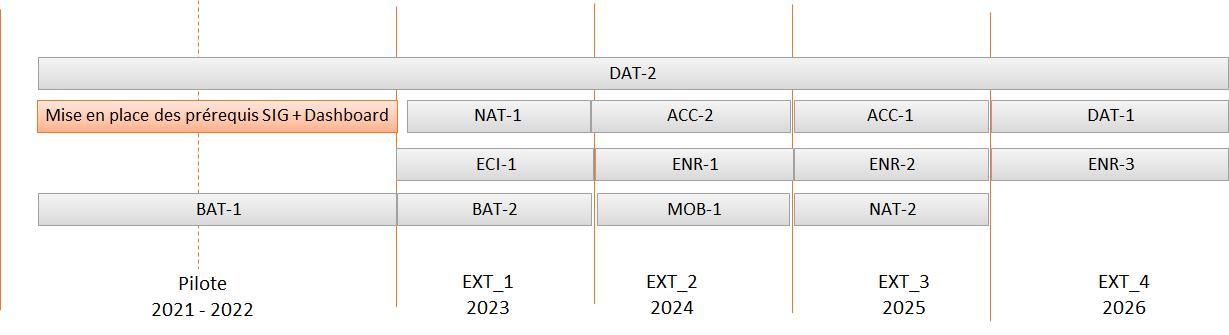 DAT-2
Mise en place des prérequis SIG + Dashboard
NAT-1
ACC-2
ACC-1
DAT-1
ECI-1
ENR-1
ENR-2
ENR-3
BAT-1
BAT-2
MOB-1
NAT-2
Pilote
2021 - 2022
EXT_1
2023
EXT_2
2024
EXT_3
2025
EXT_4
2026